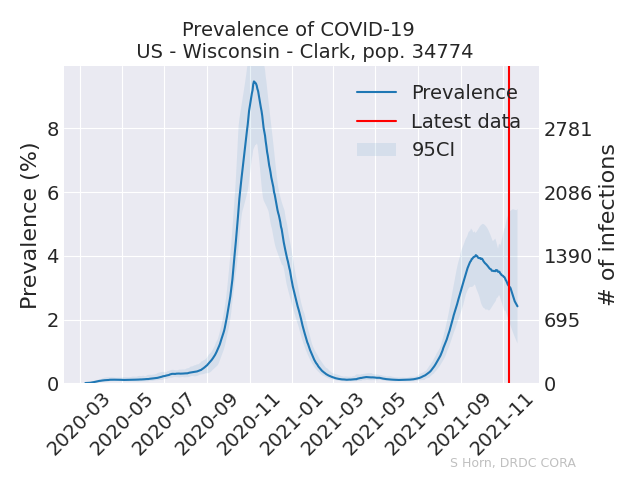 Prevalence of COVID-19
US - Wisconsin - Clark, pop. 34774
Prevalence
Latest data
95CI
Prevalence (%)
8
6
4
2
0
2781
2086
1390
695
0
# of infections
2020-03
2020-05
2020-07
2020-09
2020-11
2021-01
2021-03
2021-05
2021-07
2021-09
2021-11
S Horn, DRDC CORA